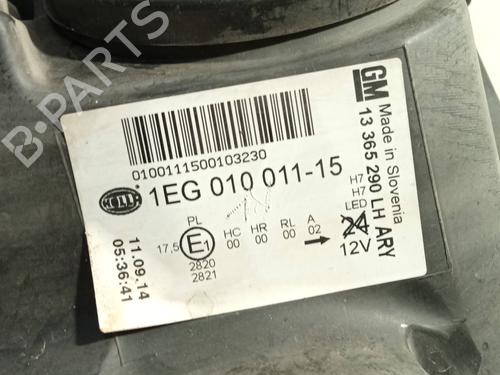 B-PARTS
0100111500103230
HELLA
1EG 010 011-15
GM
Made in Slovenia
13 365 290 LH ARY
11.09.14
05:36:41
PL
17,5
E1
2820
2821
HC
00
HR
00
RL
00
A
02
H7
H7
LED
24V
12V